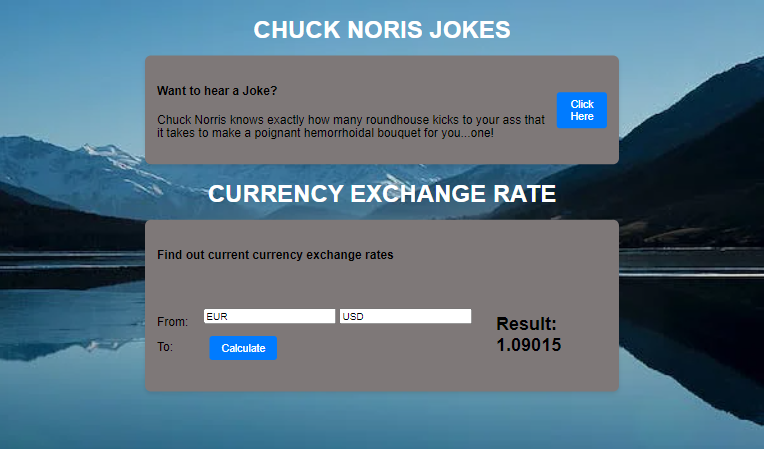 CHUCK NORIS JOKES
Want to hear a Joke?
Chuck Norris knows exactly how many roundhouse kicks to your ass that
it takes to make a poignant hemorrhoidal bouquet for you...one!
Click
Here
CURRENCY EXCHANGE RATE
Find out current currency exchange rates
From:
EUR
USD
To:
Calculate
Result:
1.09015